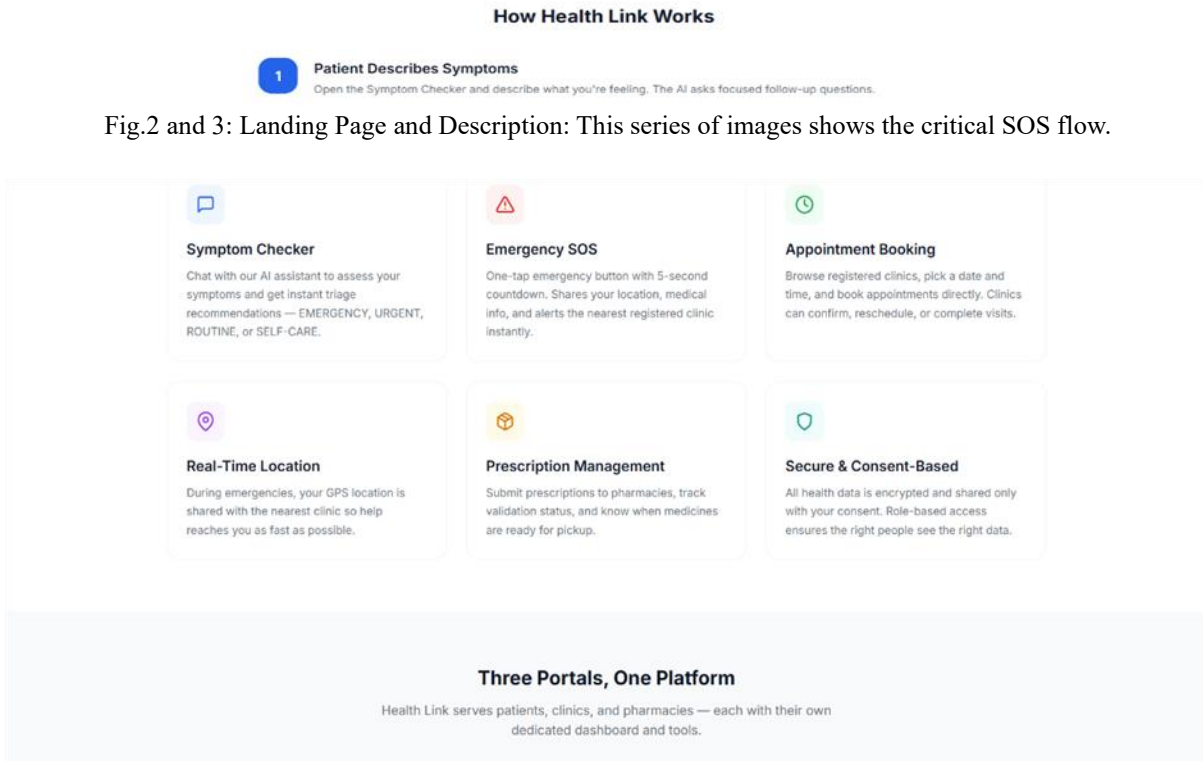 How Health Link Works
1
Patient Describes Symptoms
Open the Symptom Checker and describe what you're feeling. The AI asks focused follow-up questions.
Fig.2 and 3: Landing Page and Description: This series of images shows the critical SOS flow.
Symptom Checker
Chat with our AI assistant to assess your
symptoms and get instant triage
recommendations — EMERGENCY, URGENT,
ROUTINE, or SELF-CARE.
Emergency SOS
One-tap emergency button with 5-second
countdown. Shares your location, medical
info, and alerts the nearest registered clinic
instantly.
Appointment Booking
Browse registered clinics, pick a date and
time, and book appointments directly. Clinics
can confirm, reschedule, or complete visits.
Real-Time Location
During emergencies, your GPS location is
shared with the nearest clinic so help
reaches you as fast as possible.
Prescription Management
Submit prescriptions to pharmacies, track
validation status, and know when medicines
are ready for pickup.
Secure & Consent-Based
All health data is encrypted and shared only
with your consent. Role-based access
ensures the right people see the right data.
Three Portals, One Platform
Health Link serves patients, clinics, and pharmacies — each with their own
dedicated dashboard and tools.